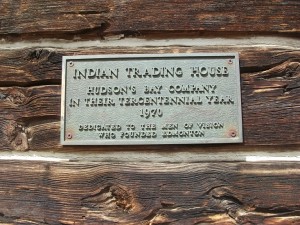 INDIAN TRADING HOUSE
HUDSON'S BAY COMPANY
IN THEIR TERCENTENNIAL YEAR
1970
DEDICATED TO THE MEN OF VISION
WHO FOUNDED EDMONTON